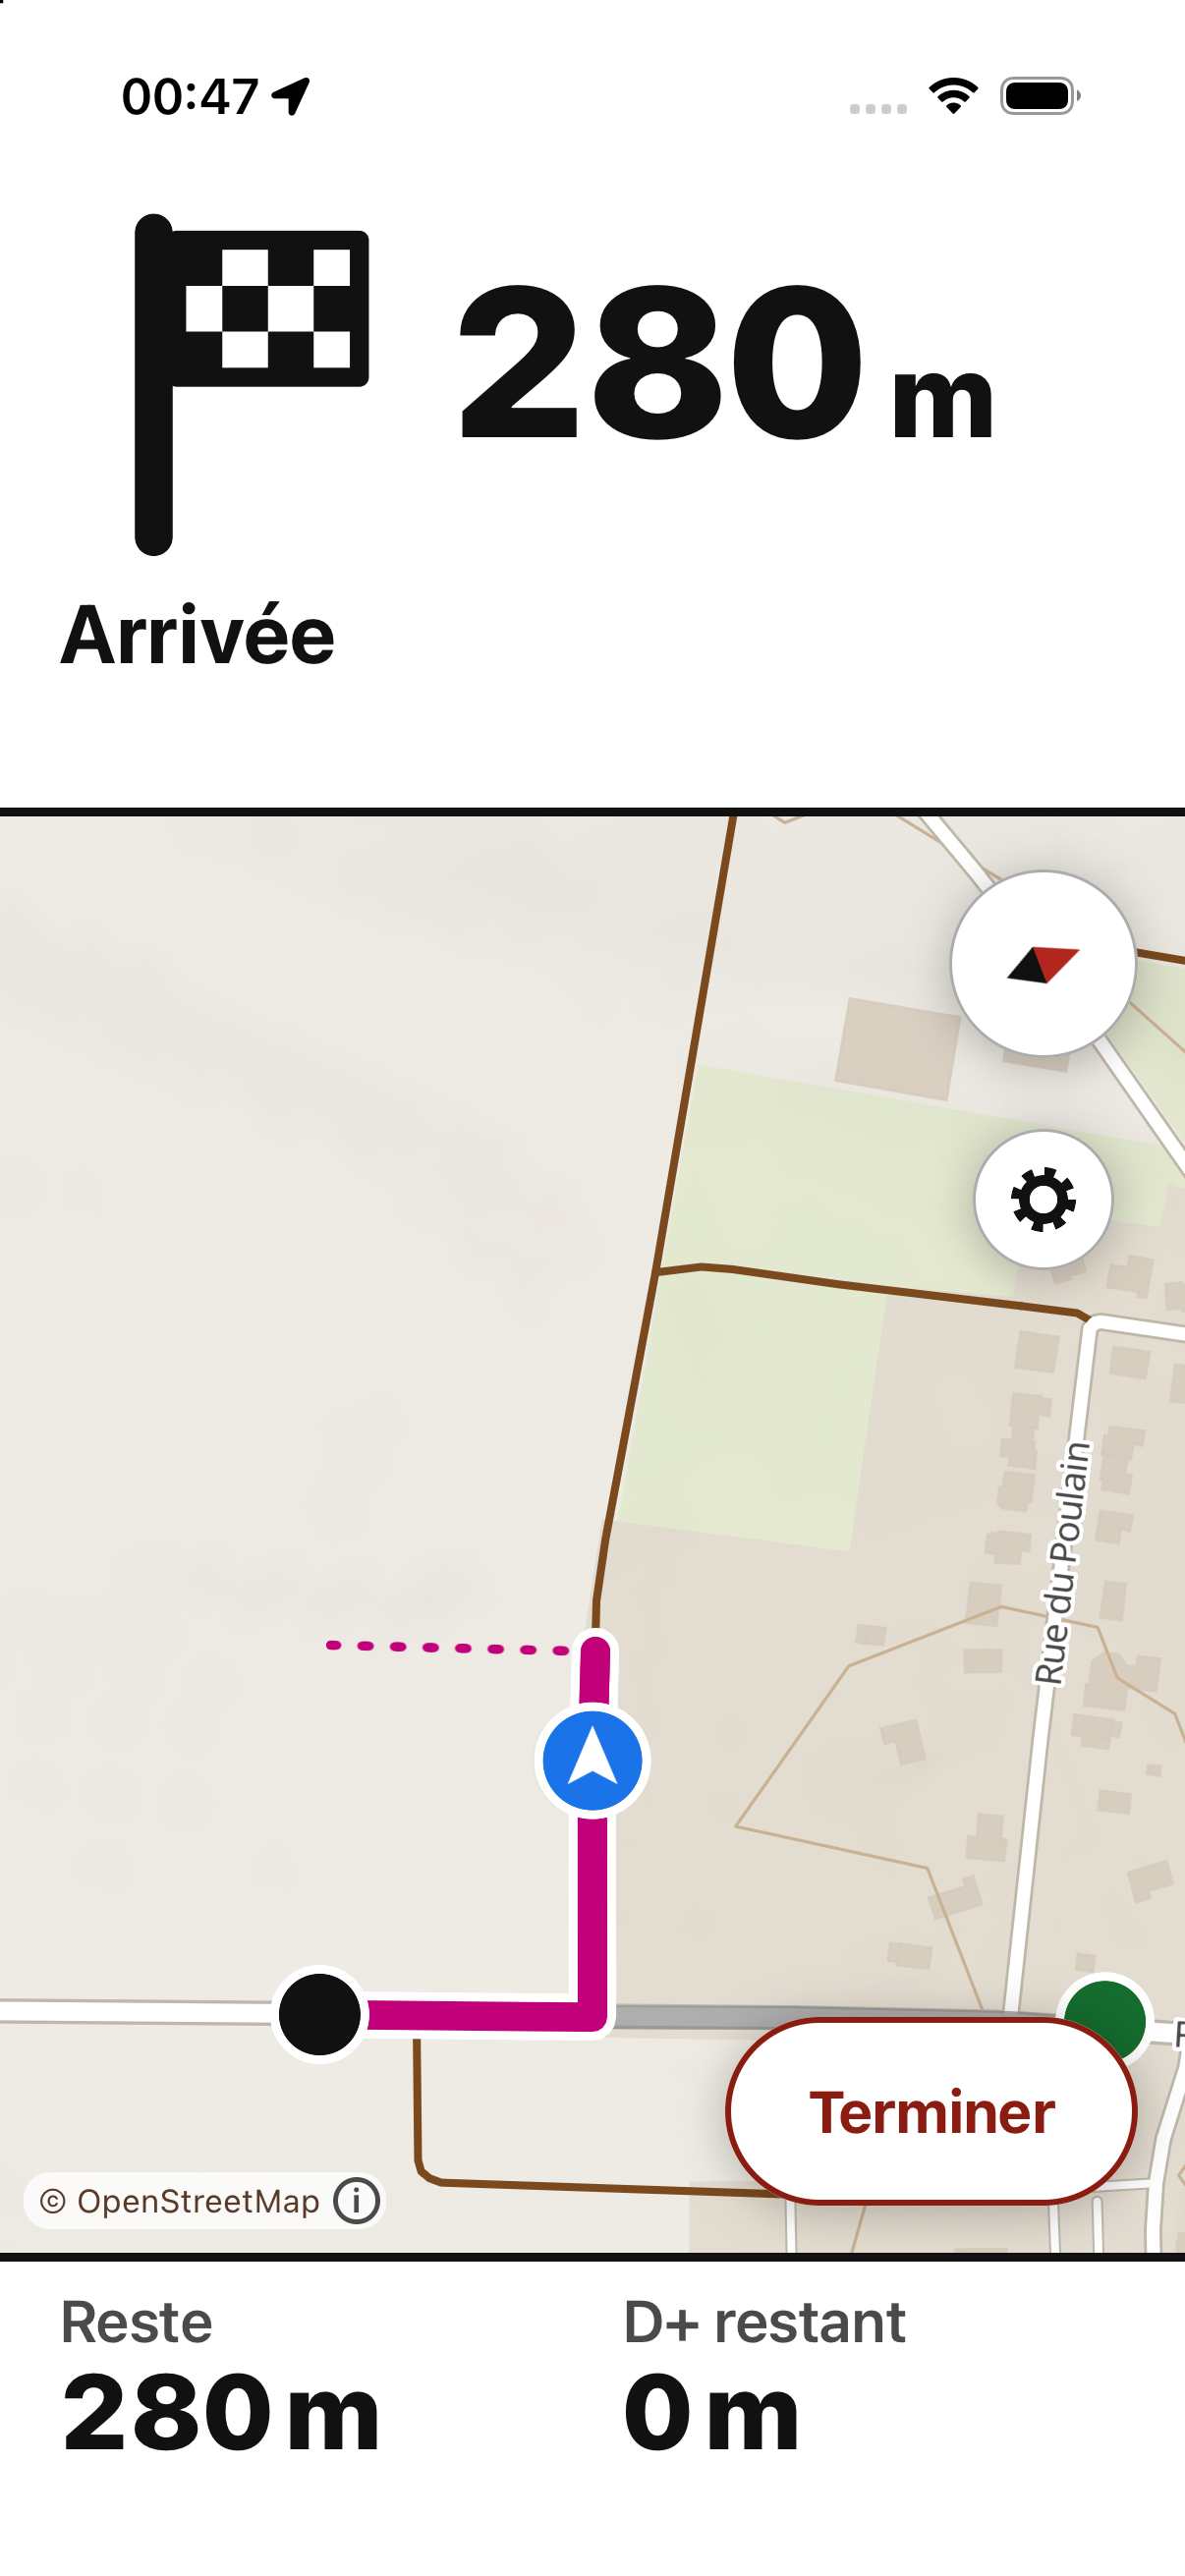 00:47
280 m
Arrivée
Rue du Poulain
Terminer
© OpenStreetMap
Reste
280 m
D+ restant
0 m